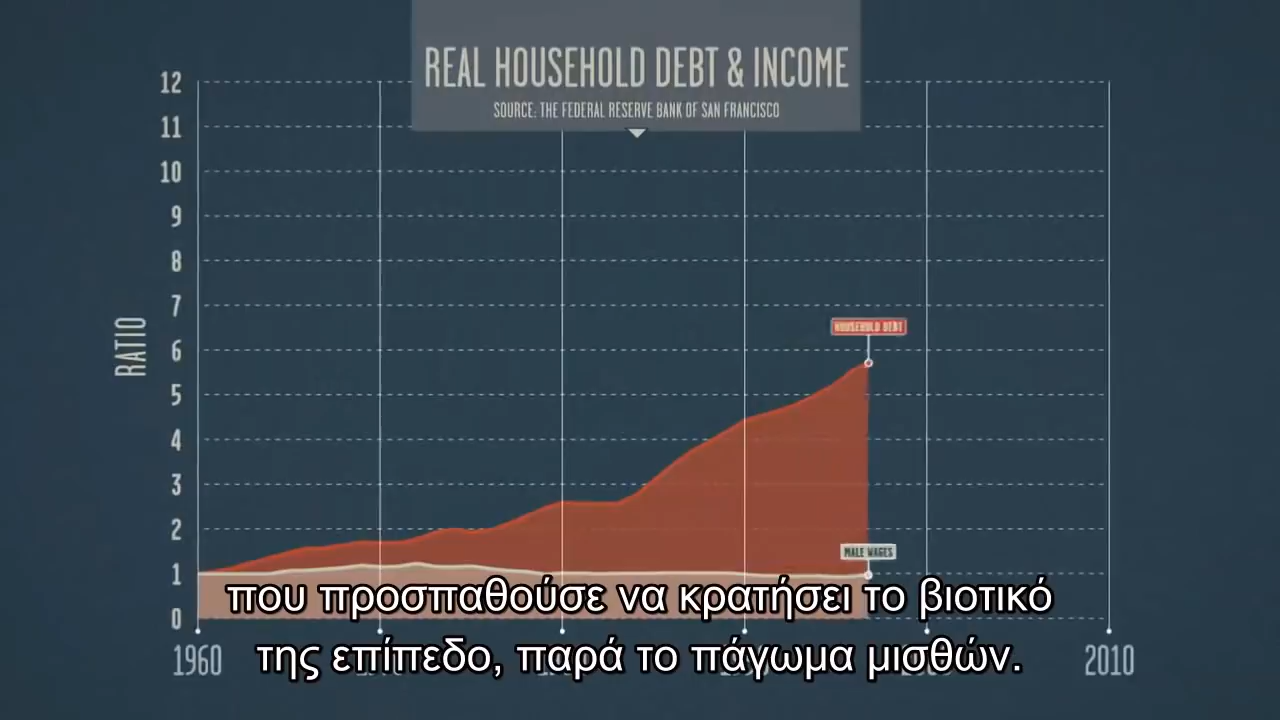 REAL HOUSEHOLD DEBT & INCOME
SOURCE: THE FEDERAL RESERVE BANK OF SAN FRANCISCO
12
11
10
9
8
7
6
5
4
3
2
1
0
RATIO
HOUSEHOLD DEBT
MALE WAGES
1960
2010
που προσπαθούσε να κρατήσει το βιοτικό
της επίπεδο, παρά το πάγωμα μισθών.